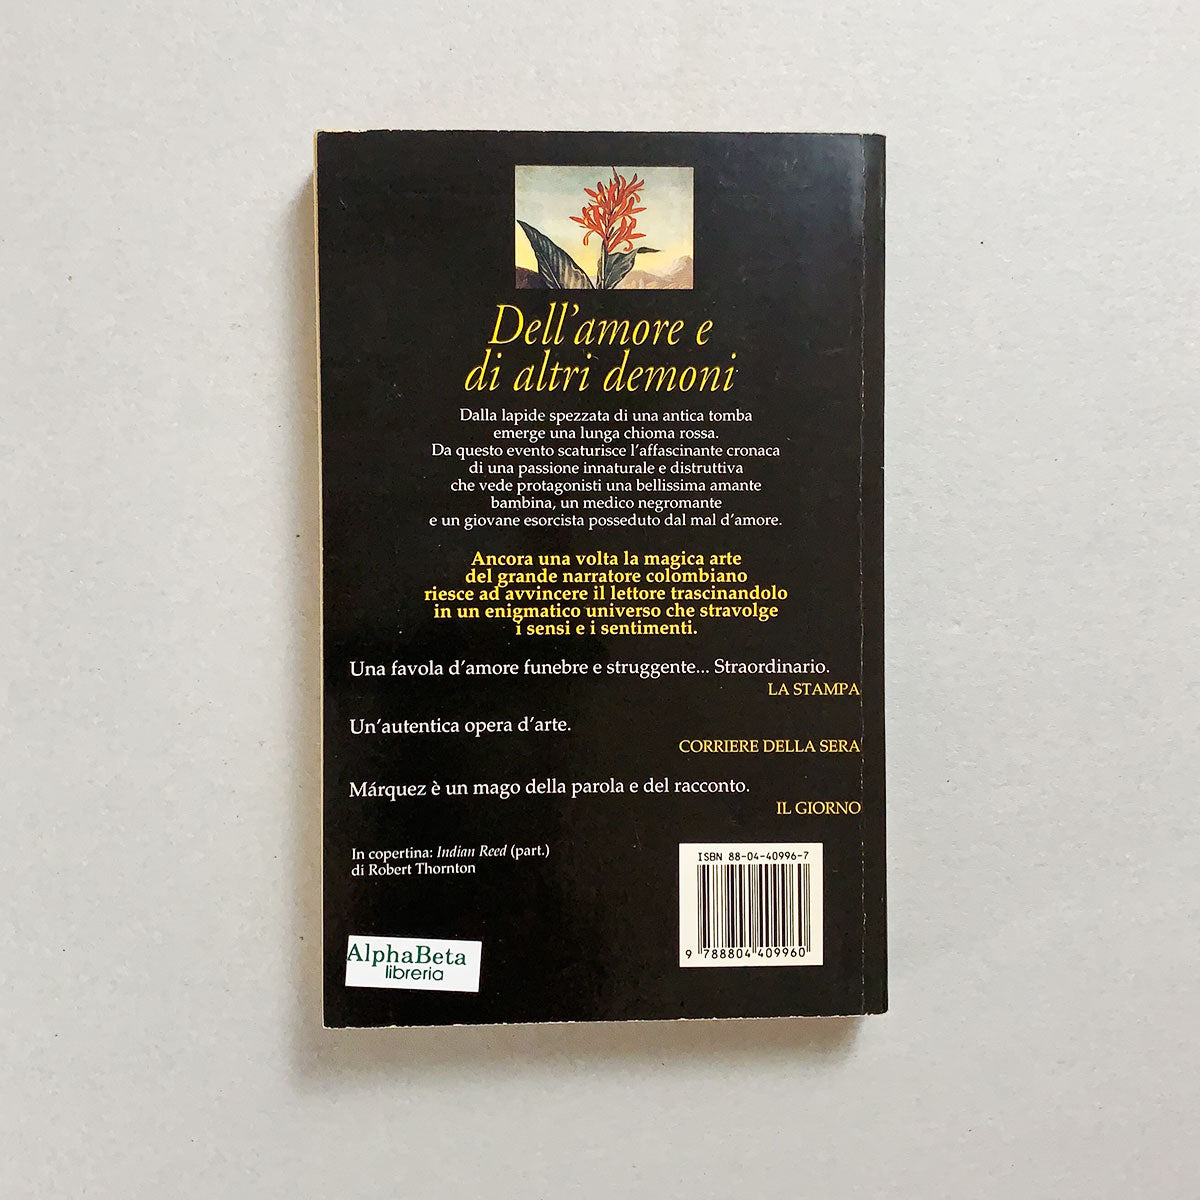 Dell'amore e
di altri demoni
Dalla lapide spezzata di una antica tomba
emerge una lunga chioma rossa.
Da questo evento scaturisce l'affascinante cronaca
di una passione innaturale e distruttiva
che vede protagonisti una bellissima amante
bambina, un medico negromante
e un giovane esorcista posseduto dal mal d'amore.
Ancora una volta la magica arte
del grande narratore colombiano
riesce ad avvincere il lettore trascinandolo
in un enigmatico universo che stravolge
i sensi e i sentimenti.
Una favola d'amore funebre e struggente... Straordinario.
LA STAMPA
Un'autentica opera d'arte.
CORRIERE DELLA SERA
Márquez è un mago della parola e del racconto.
IL GIORNO
In copertina: Indian Reed (part.)
di Robert Thornton
ISBN 88-04-40996-7
9 788804 409960
AlphaBeta
libreria